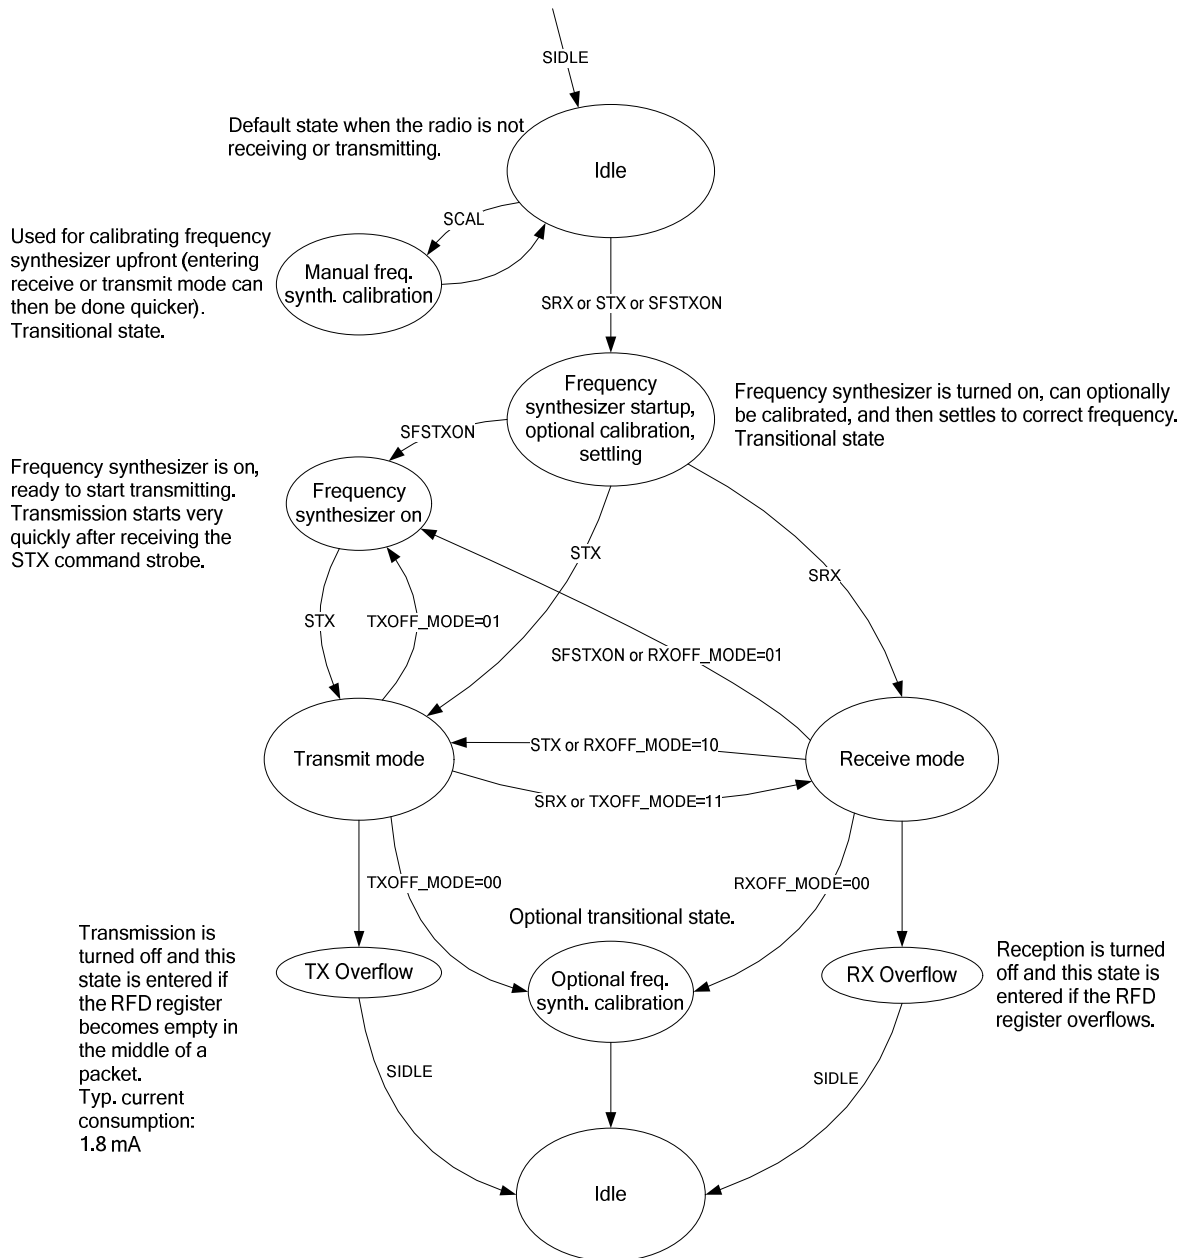 SIDLE
Default state when the radio is not
receiving or transmitting.
Idle
SCAL
Used for calibrating frequency
synthesizer upfront (entering
receive or transmit mode can
then be done quicker).
Transitional state.
Manual freq.
synth. calibration
SRX or STX or SFSTXON
Frequency
synthesizer startup,
optional calibration,
settling
Frequency synthesizer is turned on, can optionally
be calibrated, and then settles to correct frequency.
Transitional state
SFSTXON
Frequency synthesizer is on,
ready to start transmitting.
Transmission starts very
quickly after receiving the
STX command strobe.
Frequency
synthesizer on
STX
SRX
STX
TXOFF_MODE=01
SFSTXON or RXOFF_MODE=01
Transmit mode
STX or RXOFF_MODE=10
Receive mode
SRX or TXOFF_MODE=11
TXOFF_MODE=00
RXOFF_MODE=00
Optional transitional state.
Transmission is
turned off and this
state is entered if
the RFD register
becomes empty in
the middle of a
packet.
Typ. current
consumption:
1.8 mA
TX Overflow
Optional freq.
synth. calibration
RX Overflow
Reception is turned
off and this state is
entered if the RFD
register overflows.
SIDLE
SIDLE
Idle